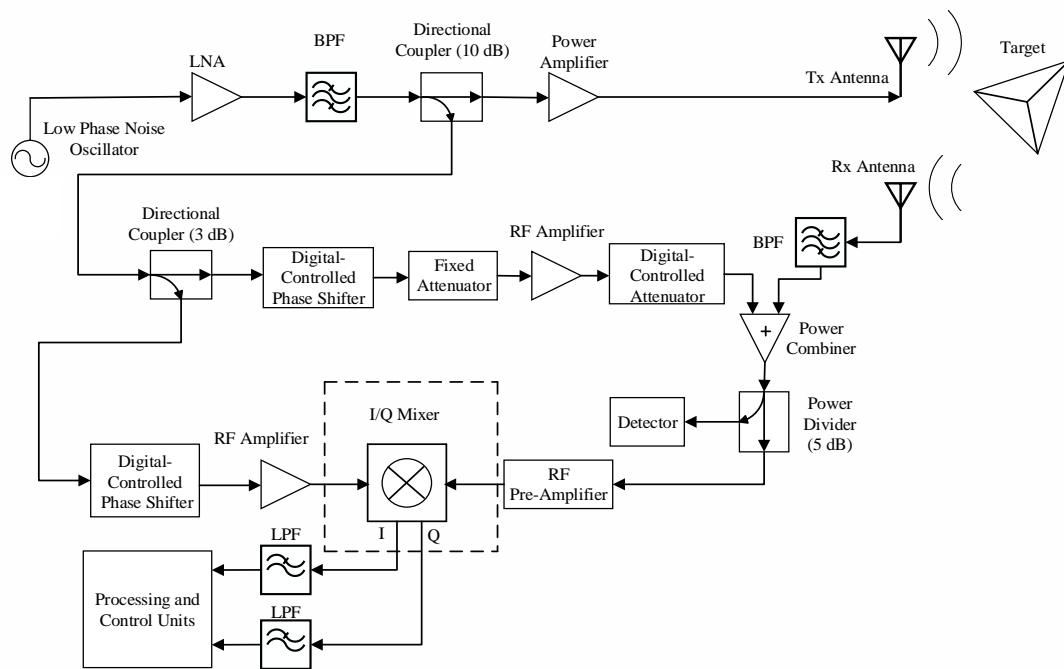 LNA
BPF
Directional
Coupler (10 dB)
Power
Amplifier
Tx Antenna
Target
Low Phase Noise
Oscillator
Directional
Coupler (3 dB)
Digital-
Controlled
Phase Shifter
Fixed
Attenuator
RF Amplifier
Digital-
Controlled
Attenuator
BPF
Rx Antenna
+
Power
Combiner
Detector
Power
Divider
(5 dB)
Digital-
Controlled
Phase Shifter
RF Amplifier
I/Q Mixer
RF
Pre-Amplifier
I
Q
LPF
LPF
Processing and
Control Units